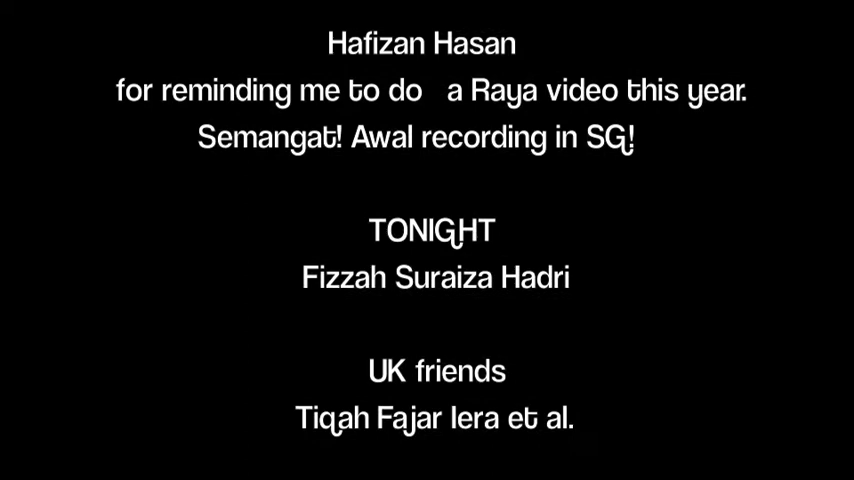 Hafizan Hasan
for reminding me to do a Raya video this year.
Semangat! Awal recording in SG!
TONIGHT
Fizzah Suraiza Hadri
UK friends
Tiqah Fajar Iera et al.